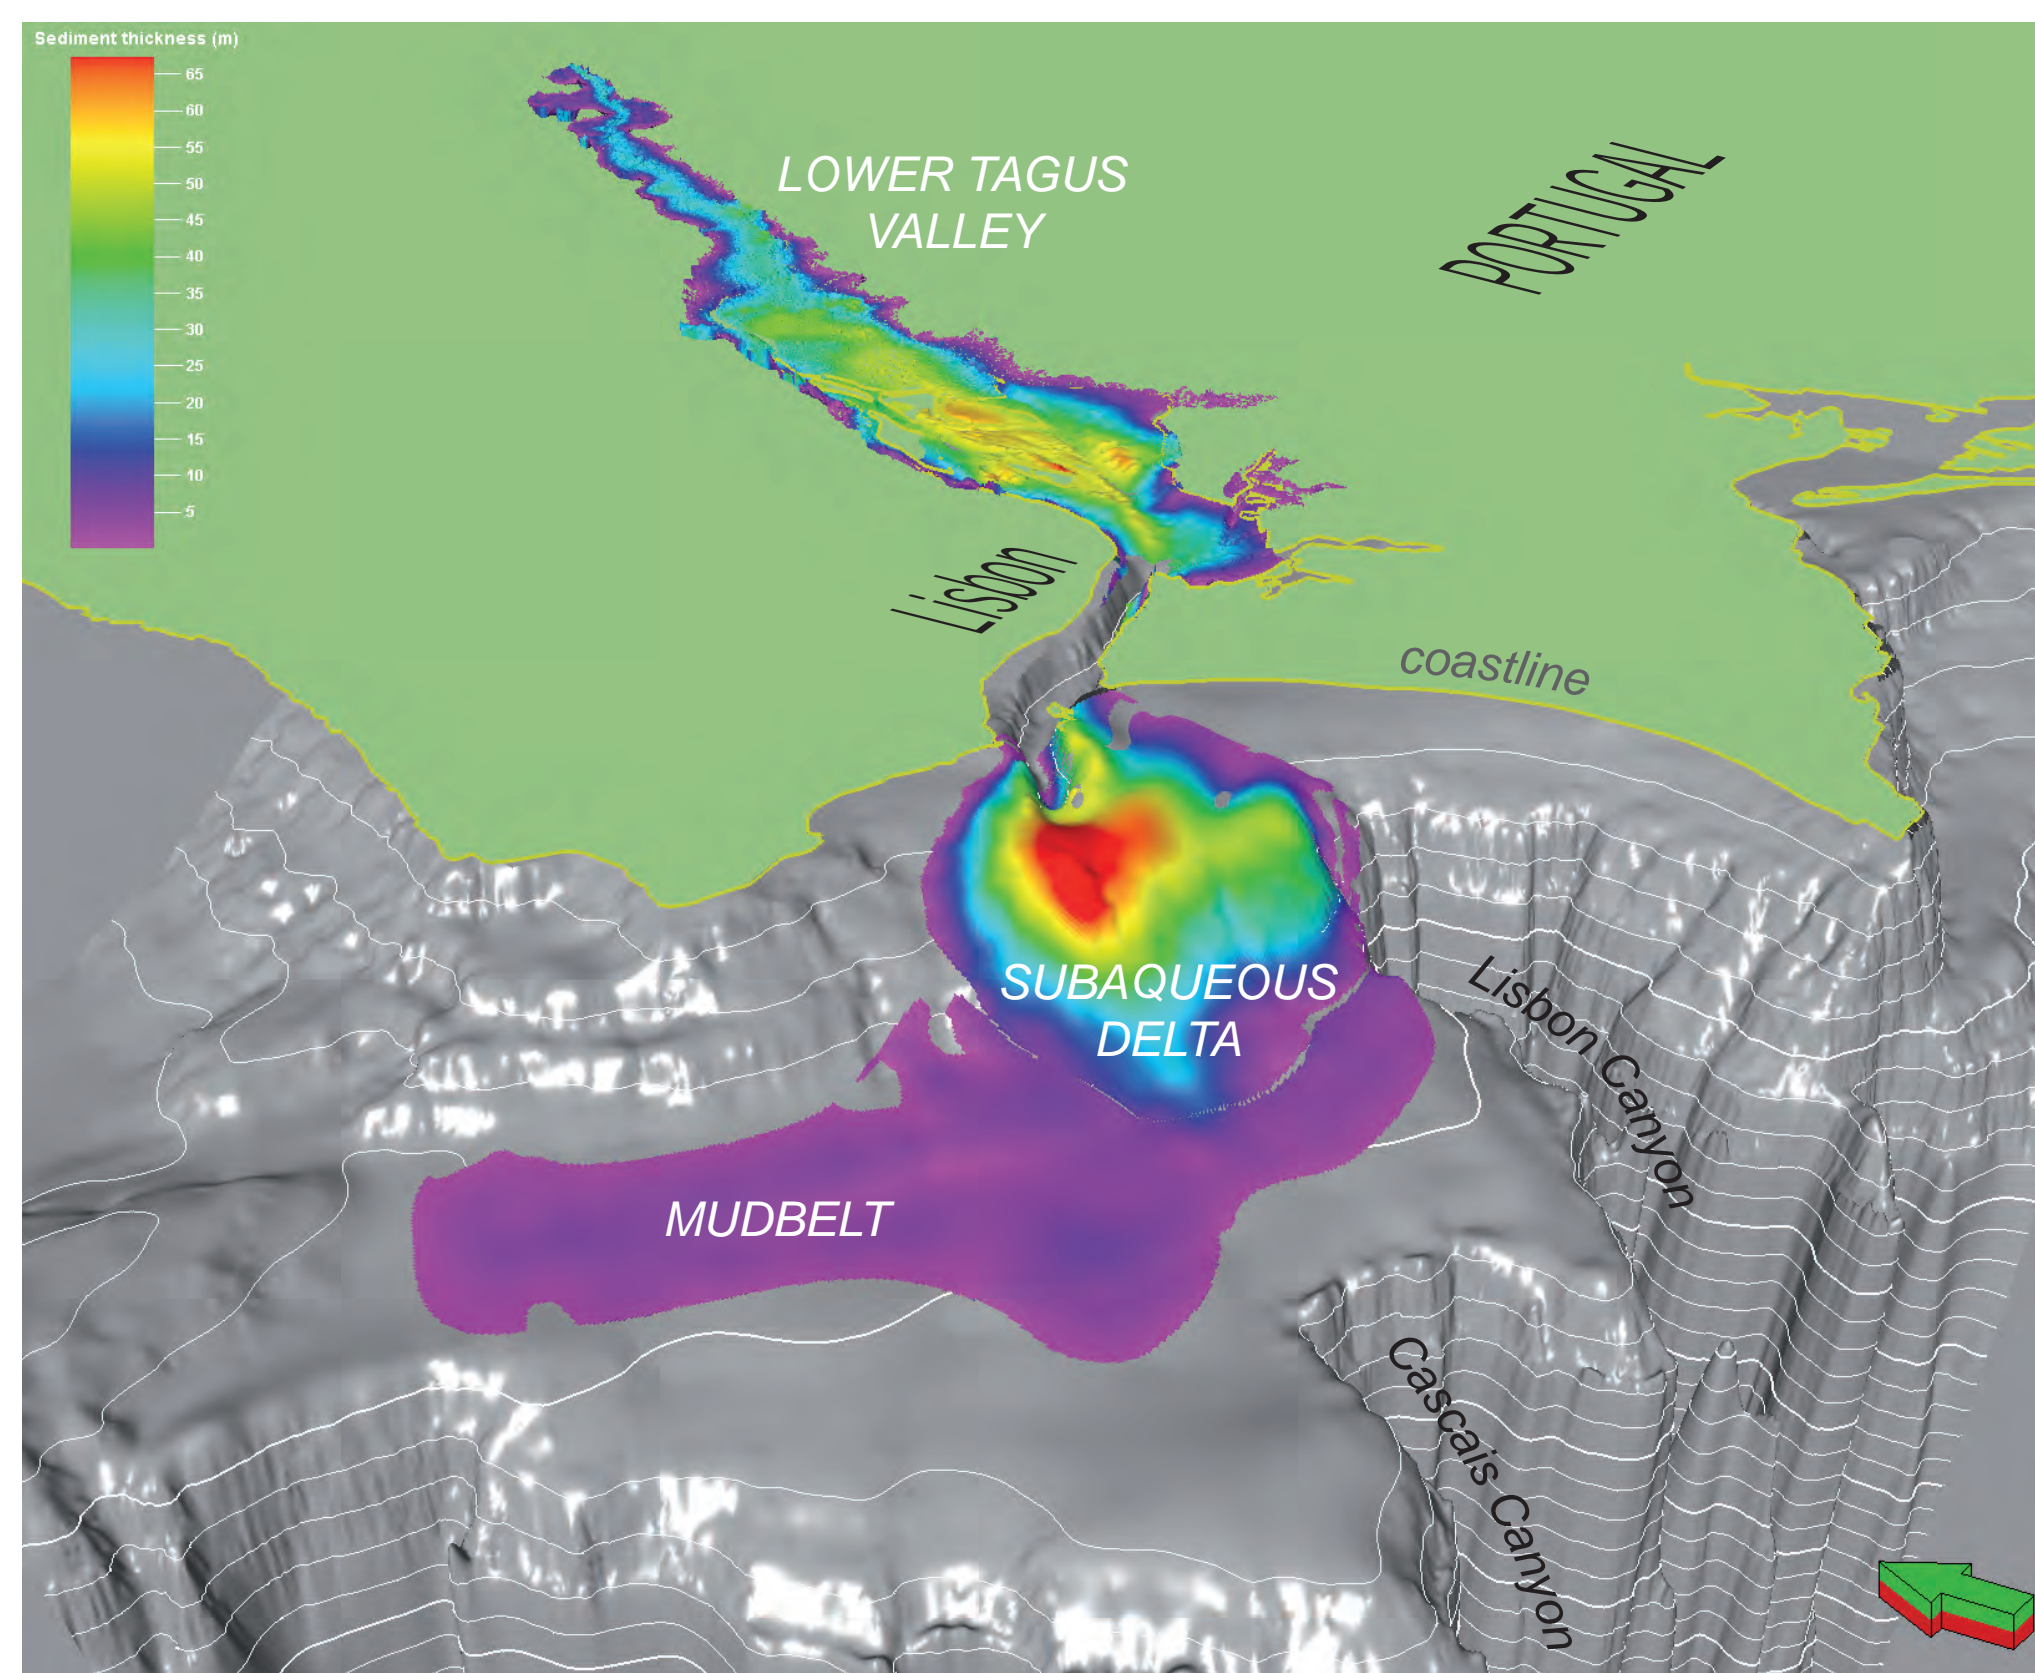 Sediment thickness (m)
65
60
55
50
45
40
35
30
25
20
15
10
5
LOWER TAGUS
VALLEY
PORTUGAL
Lisbon
coastline
SUBAQUEOUS
DELTA
Lisbon Canyon
MUDBELT
Cascais Canyon